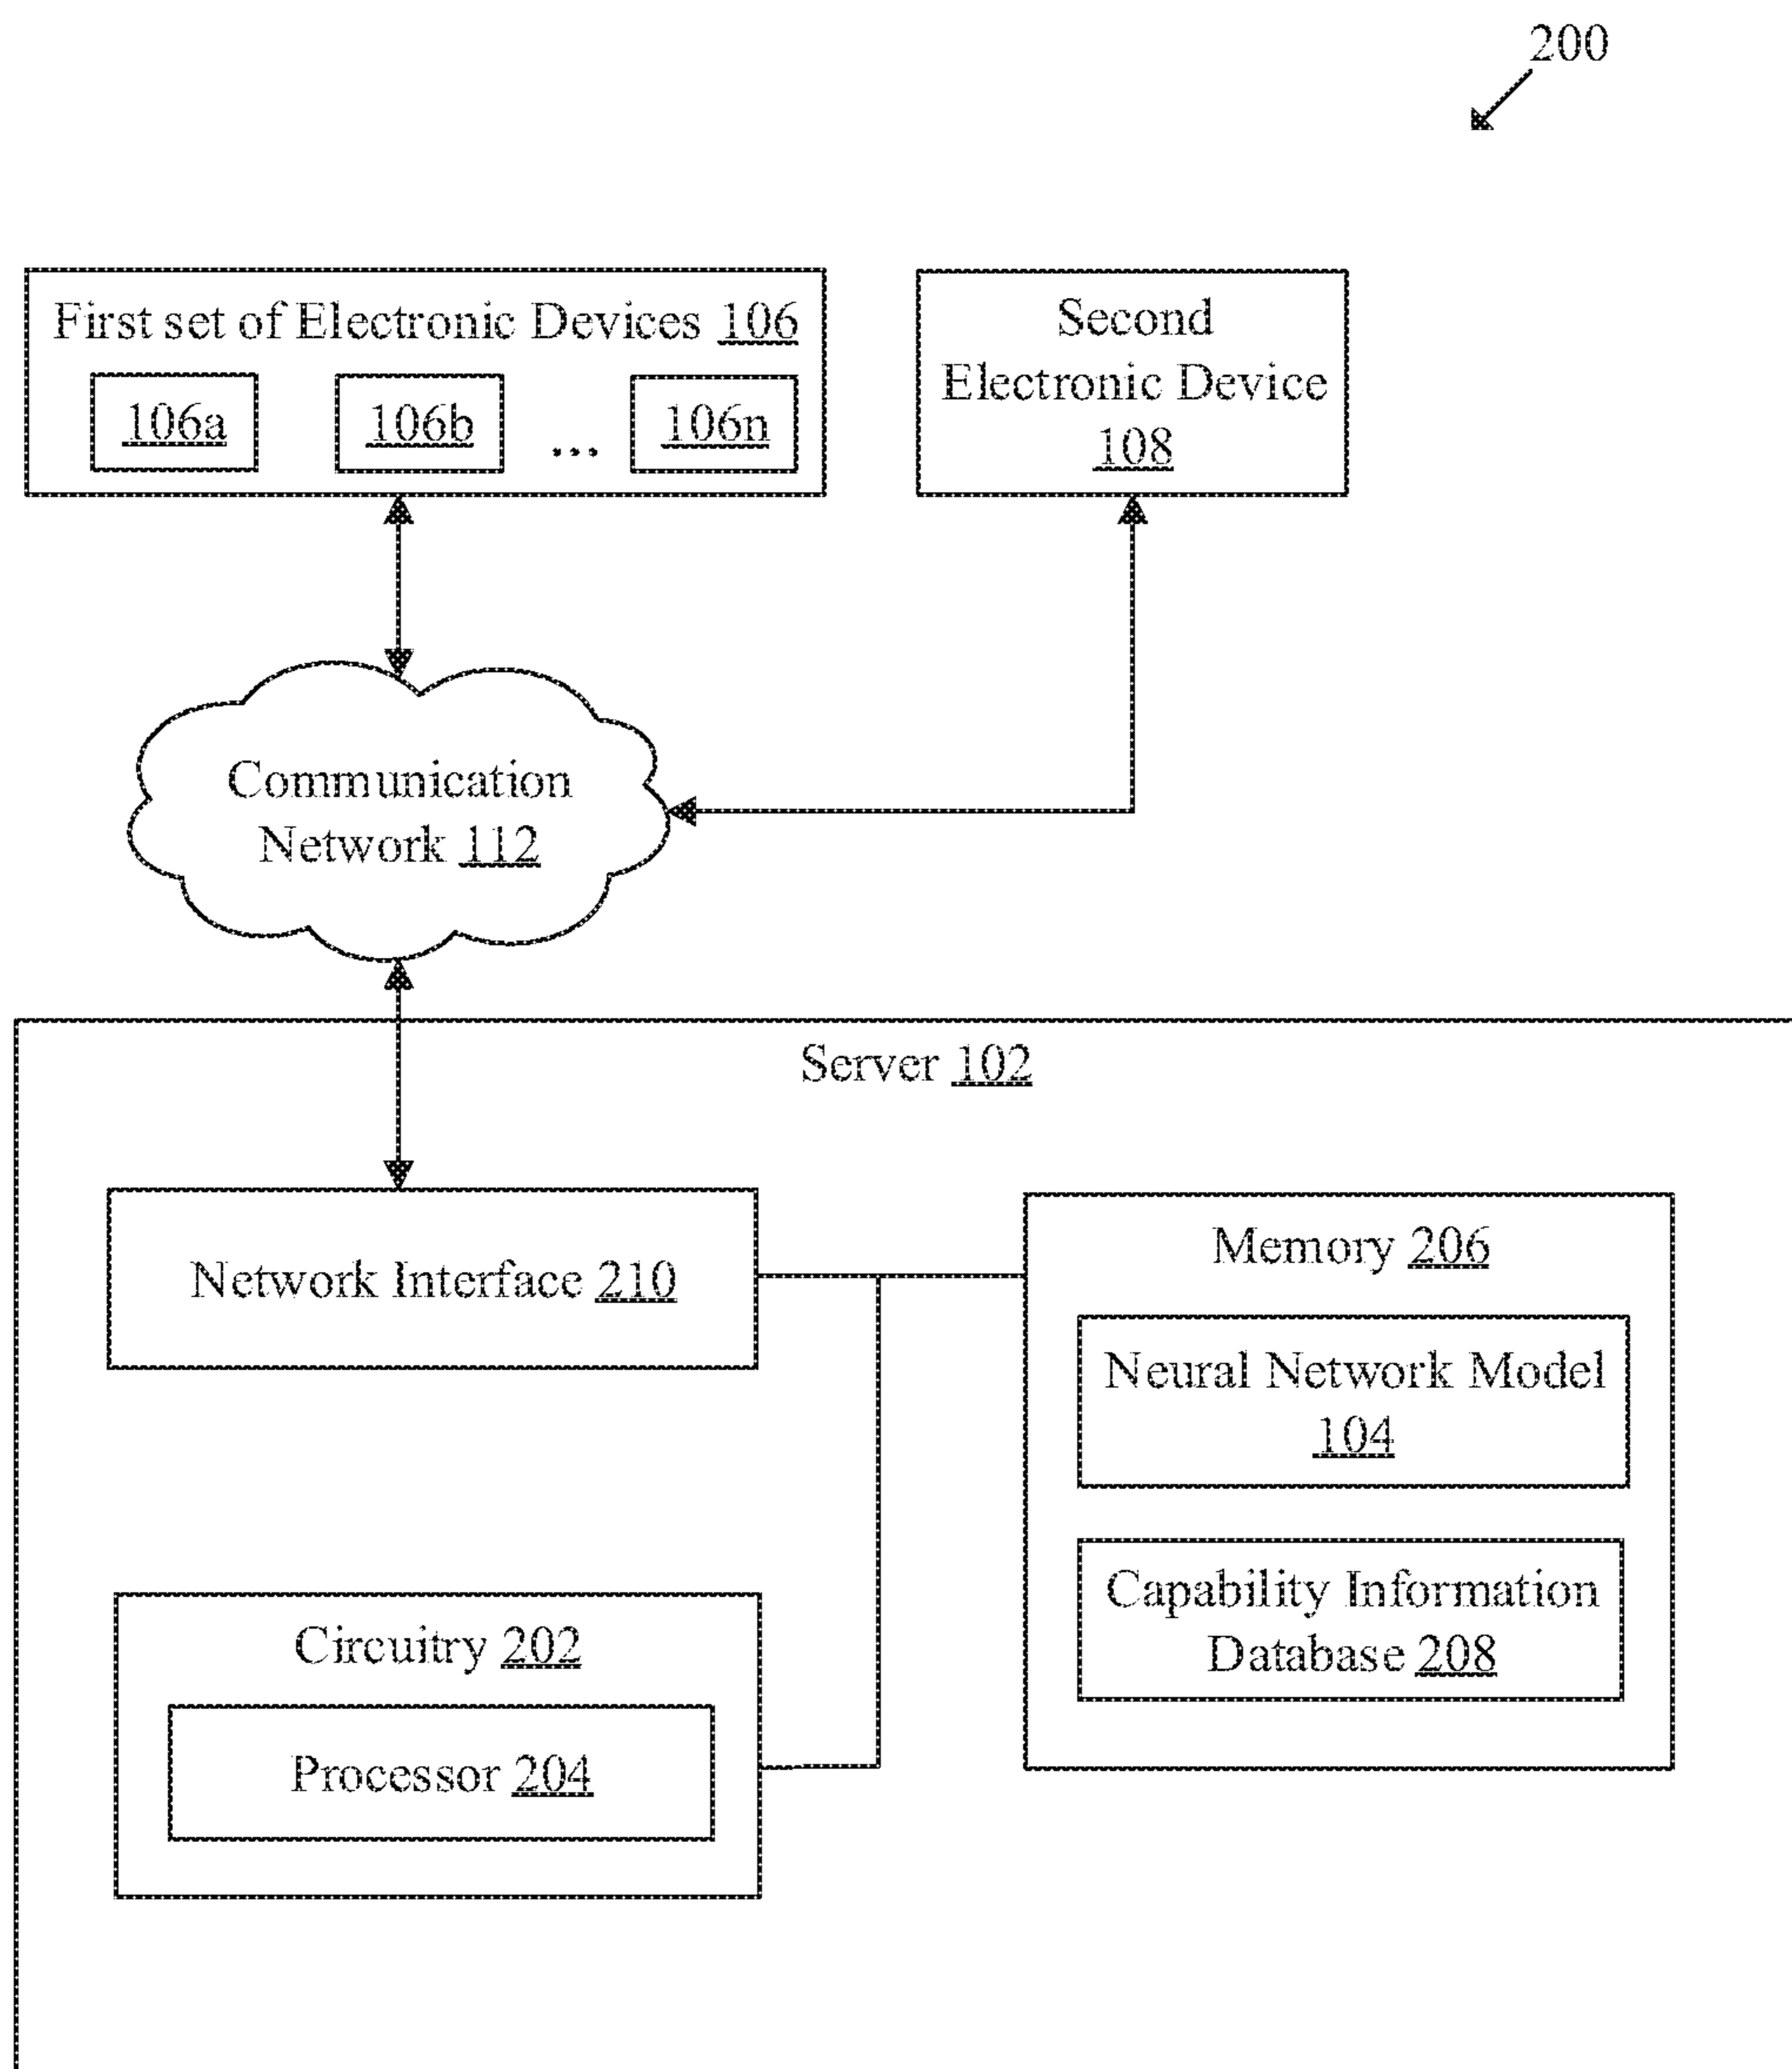 200
First set of Electronic Devices 106
106a 106b ... 106n
Second
Electronic Device
108
Communication
Network 112
Server 102
Network Interface 210
Memory 206
Neural Network Model
104
Capability Information
Database 208
Circuitry 202
Processor 204